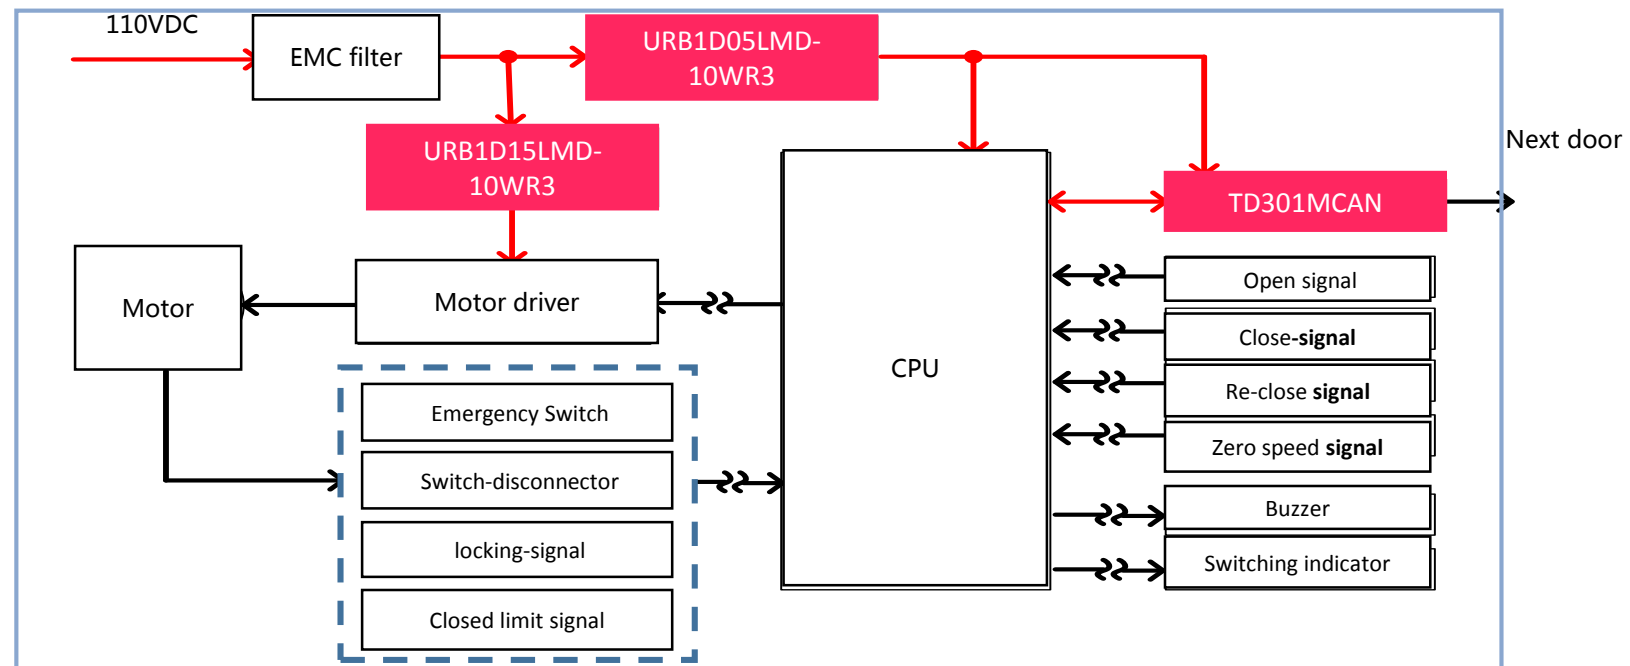 110VDC
EMC filter
URB1D05LMD-
10WR3
URB1D15LMD-
10WR3
Next door
TD301MCAN
Motor
Motor driver
CPU
Open signal
Close-signal
Re-close signal
Zero speed signal
Buzzer
Switching indicator
Emergency Switch
Switch-disconnector
locking-signal
Closed limit signal